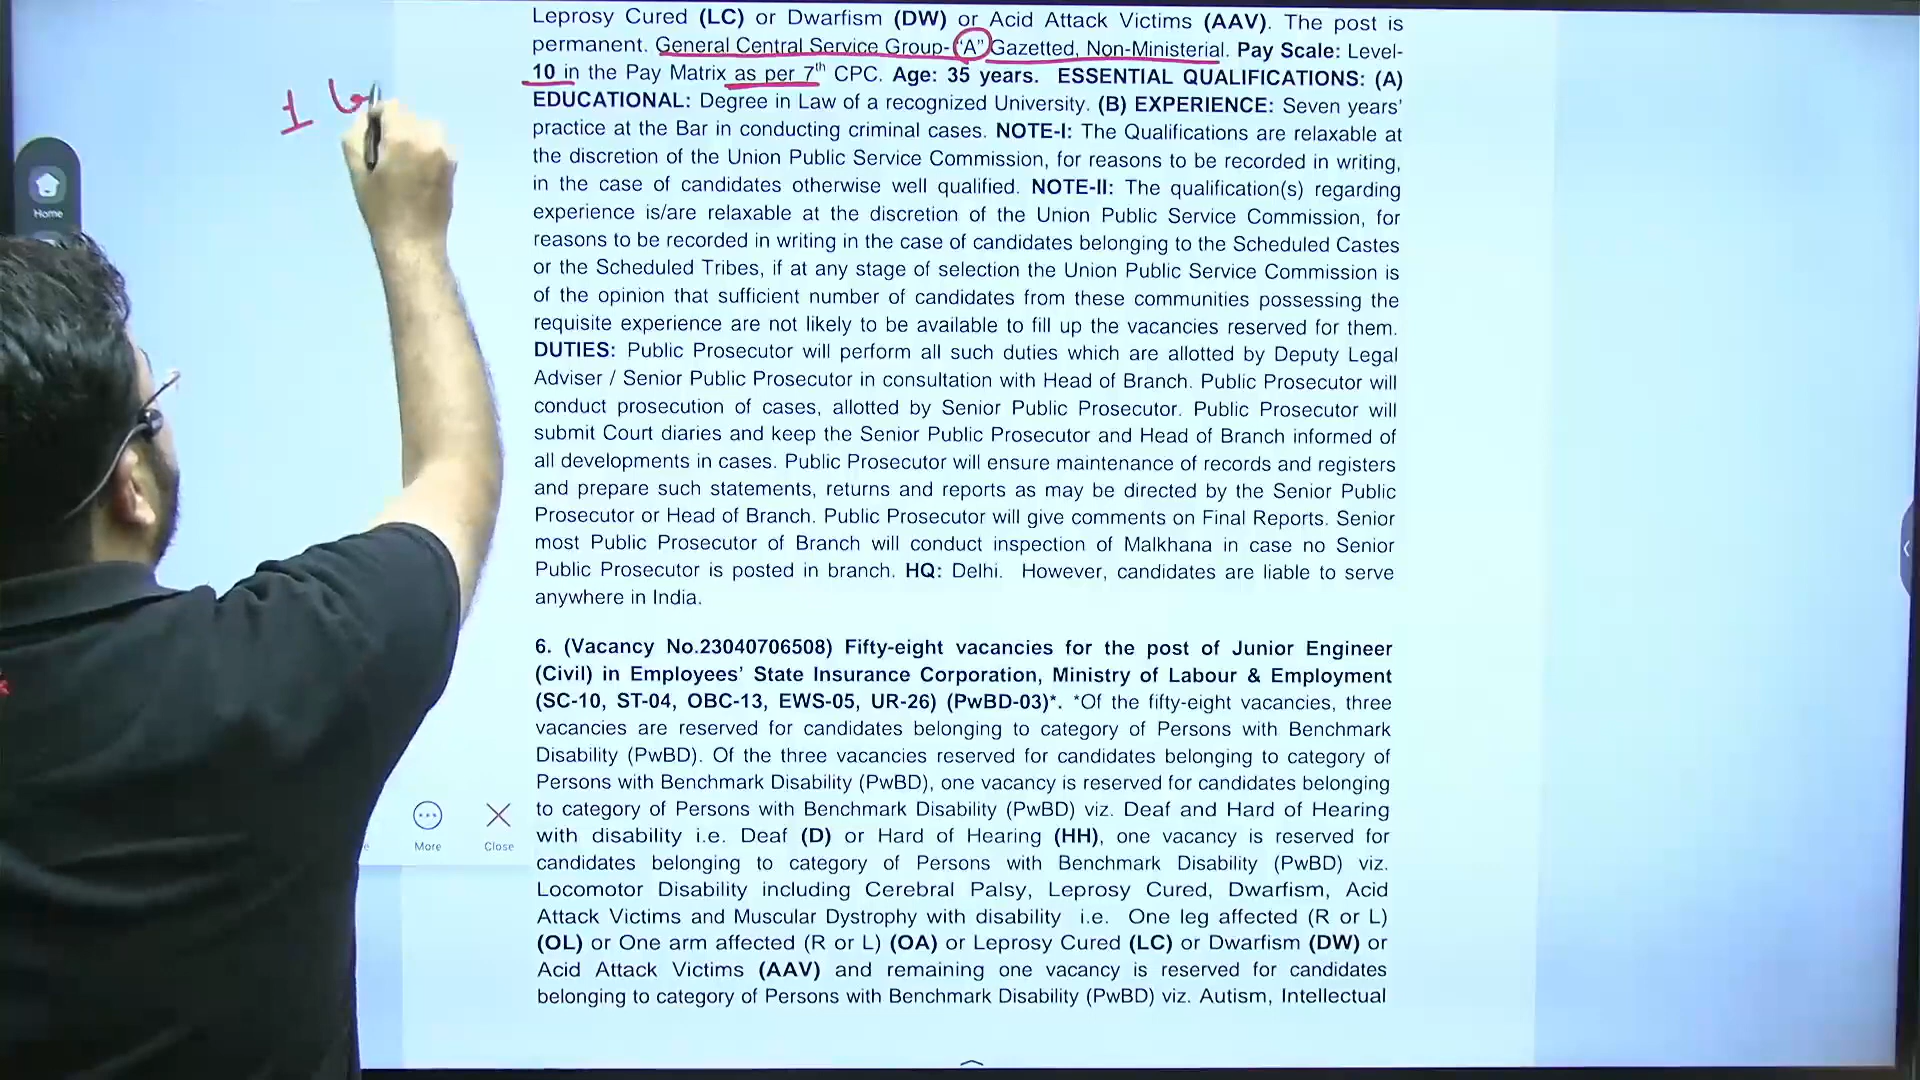 Leprosy Cured (LC) or Dwarfism (DW) or Acid Attack Victims (AAV). The post is
permanent. General Central Service Group- “A” Gazetted, Non-Ministerial. Pay Scale: Level-
10 in the Pay Matrix as per 7th CPC. Age: 35 years. ESSENTIAL QUALIFICATIONS: (A)
EDUCATIONAL: Degree in Law of a recognized University. (B) EXPERIENCE: Seven years’
practice at the Bar in conducting criminal cases. NOTE-I: The Qualifications are relaxable at
the discretion of the Union Public Service Commission, for reasons to be recorded in writing,
in the case of candidates otherwise well qualified. NOTE-II: The qualification(s) regarding
experience is/are relaxable at the discretion of the Union Public Service Commission, for
reasons to be recorded in writing in the case of candidates belonging to the Scheduled Castes
or the Scheduled Tribes, if at any stage of selection the Union Public Service Commission is
of the opinion that sufficient number of candidates from these communities possessing the
requisite experience are not likely to be available to fill up the vacancies reserved for them.
DUTIES: Public Prosecutor will perform all such duties which are allotted by Deputy Legal
Adviser / Senior Public Prosecutor in consultation with Head of Branch. Public Prosecutor will
conduct prosecution of cases, allotted by Senior Public Prosecutor. Public Prosecutor will
submit Court diaries and keep the Senior Public Prosecutor and Head of Branch informed of
all developments in cases. Public Prosecutor will ensure maintenance of records and registers
and prepare such statements, returns and reports as may be directed by the Senior Public
Prosecutor or Head of Branch. Public Prosecutor will give comments on Final Reports. Senior
most Public Prosecutor of Branch will conduct inspection of Malkhana in case no Senior
Public Prosecutor is posted in branch. HQ: Delhi. However, candidates are liable to serve
anywhere in India.
6. (Vacancy No.23040706508) Fifty-eight vacancies for the post of Junior Engineer
(Civil) in Employees’ State Insurance Corporation, Ministry of Labour & Employment
(SC-10, ST-04, OBC-13, EWS-05, UR-26) (PwBD-03)*. *Of the fifty-eight vacancies, three
vacancies are reserved for candidates belonging to category of Persons with Benchmark
Disability (PwBD). Of the three vacancies reserved for candidates belonging to category of
Persons with Benchmark Disability (PwBD), one vacancy is reserved for candidates belonging
to category of Persons with Benchmark Disability (PwBD) viz. Deaf and Hard of Hearing
with disability i.e. Deaf (D) or Hard of Hearing (HH), one vacancy is reserved for
candidates belonging to category of Persons with Benchmark Disability (PwBD) viz.
Locomotor Disability including Cerebral Palsy, Leprosy Cured, Dwarfism, Acid
Attack Victims and Muscular Dystrophy with disability i.e. One leg affected (R or L)
(OL) or One arm affected (R or L) (OA) or Leprosy Cured (LC) or Dwarfism (DW) or
Acid Attack Victims (AAV) and remaining one vacancy is reserved for candidates
belonging to category of Persons with Benchmark Disability (PwBD) viz. Autism, Intellectual
1
Home
More
Close